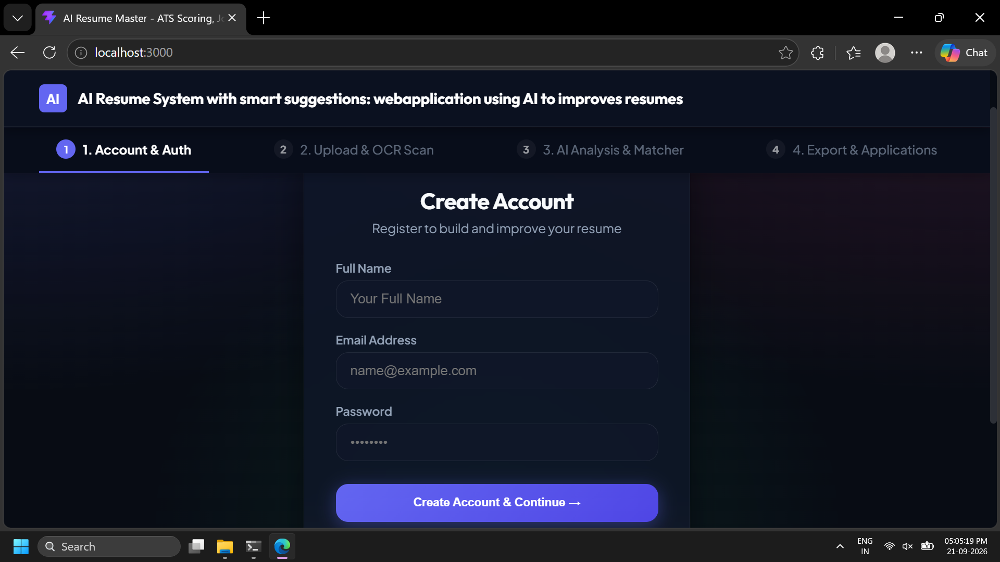 AI Resume Master - ATS Scoring, Jo
localhost:3000
Chat
AI
AI Resume System with smart suggestions: webapplication using AI to improves resumes
1 1. Account & Auth
2 2. Upload & OCR Scan
3 3. AI Analysis & Matcher
4 4. Export & Applications
Create Account
Register to build and improve your resume
Full Name
Your Full Name
Email Address
name@example.com
Password
••••••••
Create Account & Continue →
Search
ENG
IN
05:05:19 PM
21-09-2026